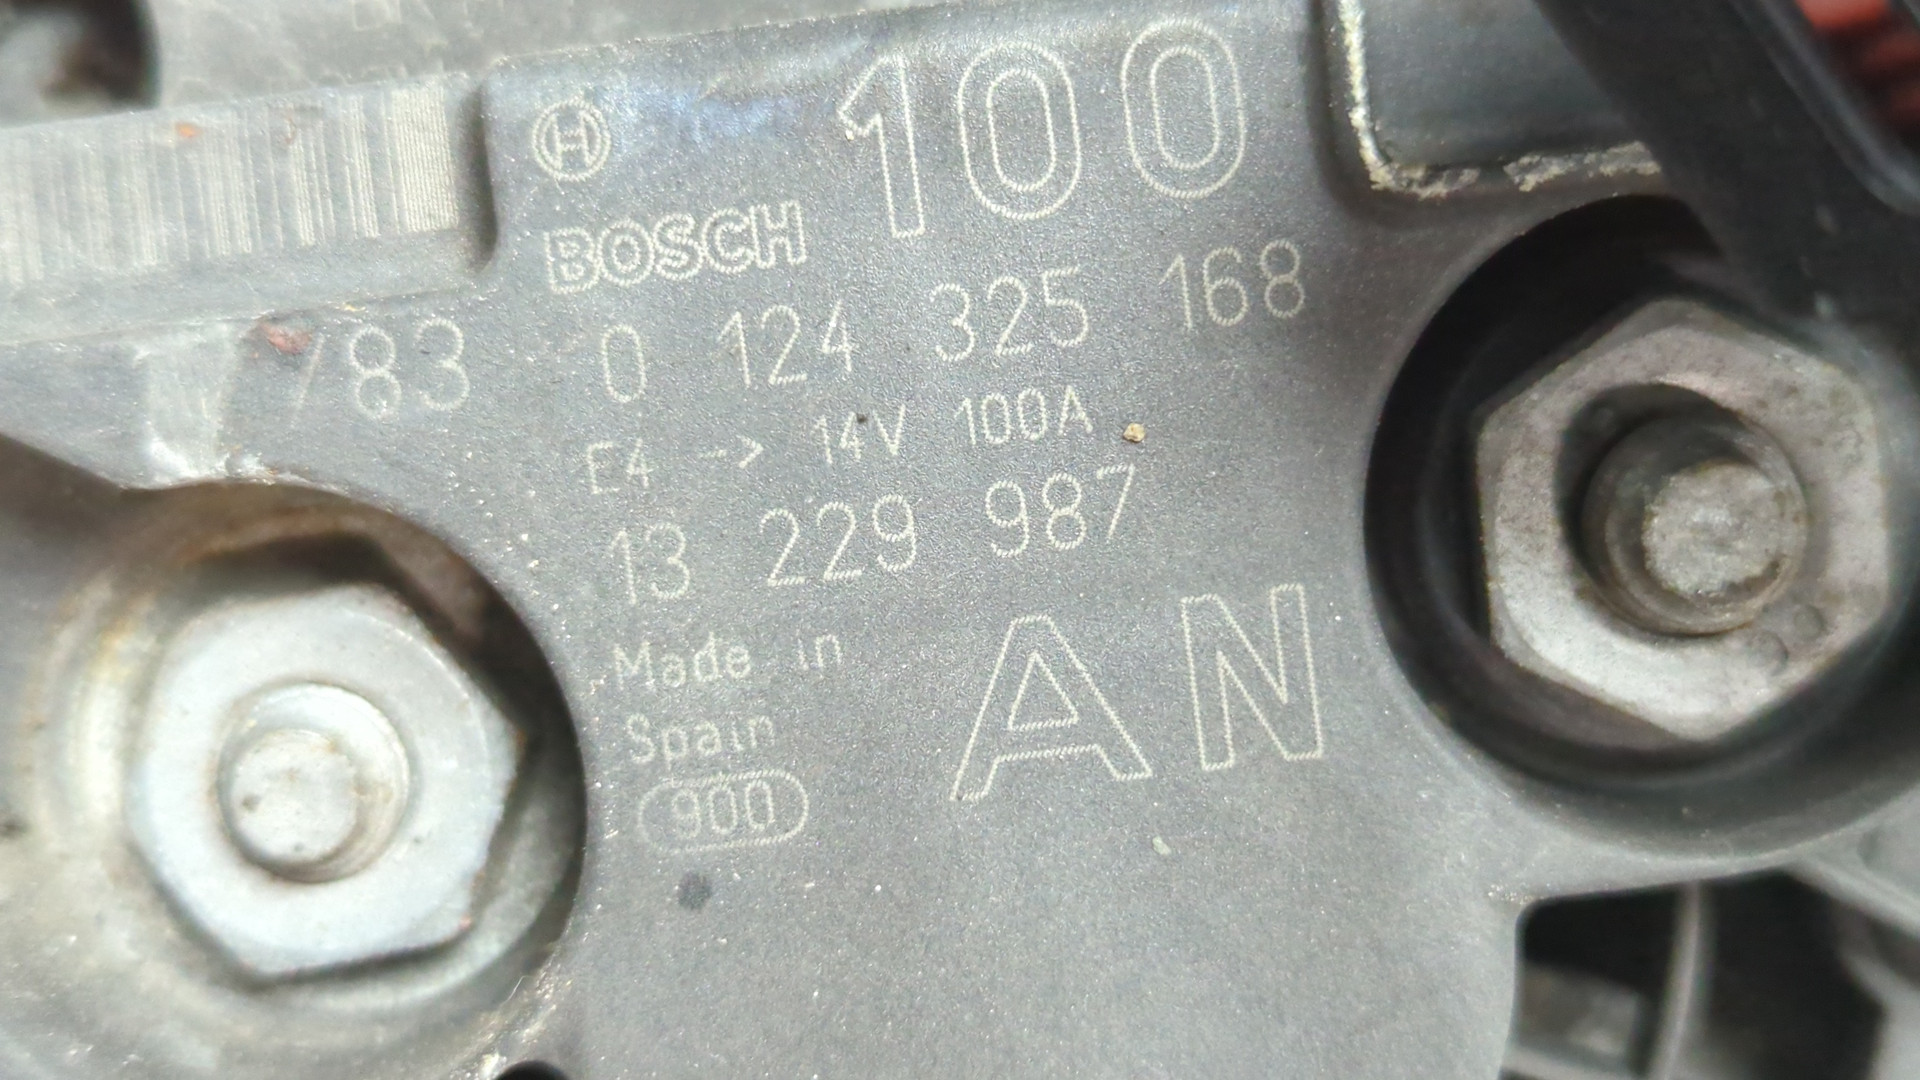 100
BOSCH
783 0 124 325 168
E4 -> 14V 100A
13 229 987
Made in
Spain
AN
900